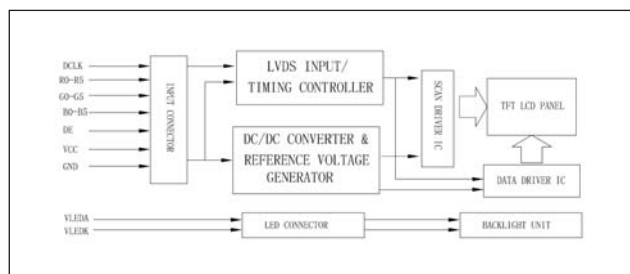 DCLK
R0-R5
G0-G5
B0-B5
DE
VCC
GND
INPUT CONNECTOR
LVDS INPUT/
TIMING CONTROLLER
DC/DC CONVERTER &
REFERENCE VOLTAGE
GENERATOR
SCAN DRIVER IC
TFT LCD PANEL
DATA DRIVER IC
VLEDA
VLEDK
LED CONNECTOR
BACKLIGHT UNIT